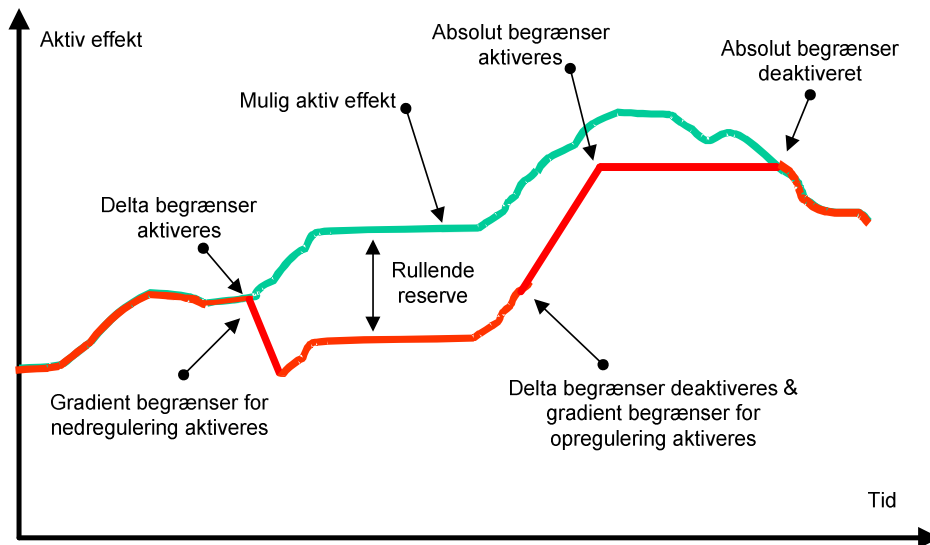 Aktiv effekt
Absolut begrænser
aktiveres
Absolut begrænser
deaktiveret
Mulig aktiv effekt
Delta begrænser
aktiveres
Rullende
reserve
Gradient begrænser for
nedregulering aktiveres
Delta begrænser deaktiveres &
gradient begrænser for
opregulering aktiveres
Tid